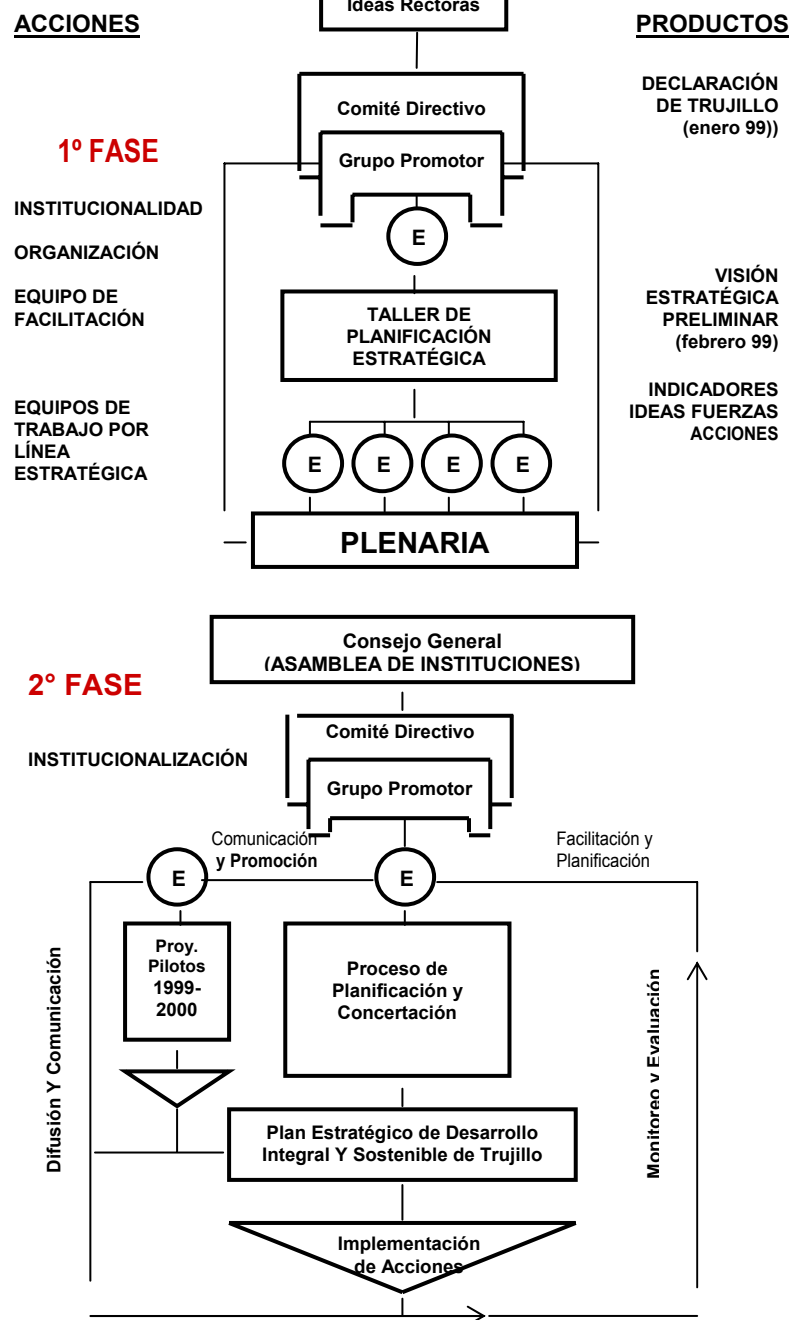 Ideas Rectoras
ACCIONES
PRODUCTOS
DECLARACIÓN
DE TRUJILLO
(enero 99))
Comité Directivo
1º FASE
Grupo Promotor
INSTITUCIONALIDAD
ORGANIZACIÓN
EQUIPO DE
FACILITACIÓN
E
TALLER DE
PLANIFICACIÓN
ESTRATÉGICA
VISIÓN
ESTRATÉGICA
PRELIMINAR
(febrero 99)
INDICADORES
IDEAS FUERZAS
ACCIONES
EQUIPOS DE
TRABAJO POR
LÍNEA
ESTRATÉGICA
E E E E
PLENARIA
Consejo General
(ASAMBLEA DE INSTITUCIONES)
2° FASE
INSTITUCIONALIZACIÓN
Comité Directivo
Grupo Promotor
Comunicación
y Promoción
Facilitación y
Planificación
E E
Proy.
Pilotos
1999-
2000
Proceso de
Planificación y
Concertación
Difusión Y Comunicación
Monitoreo y Evaluación
Plan Estratégico de Desarrollo
Integral Y Sostenible de Trujillo
Implementación
de Acciones